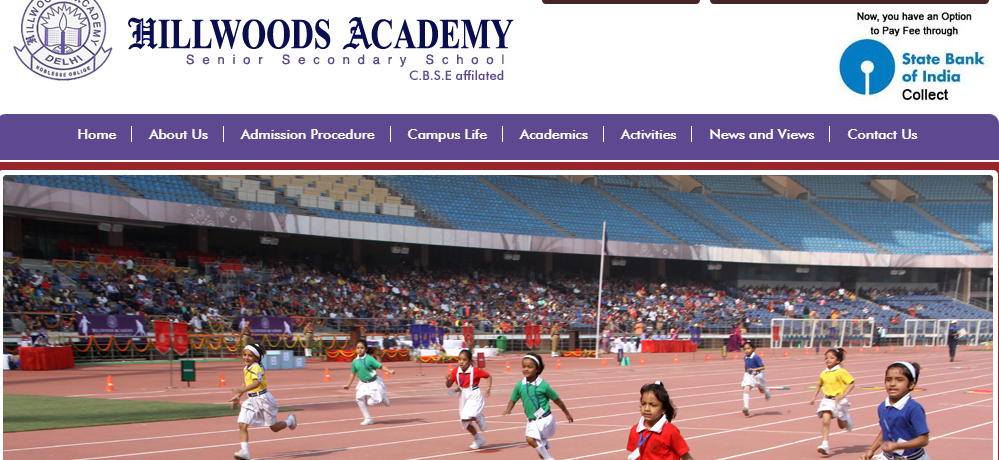 HILLWOODS ACADEMY
DELHI
NOBLESSE OBLIGE
HILLWOODS ACADEMY
Senior Secondary School
C.B.S.E affilated
Now, you have an Option
to Pay Fee through
State Bank
of India
Collect
Home
About Us
Admission Procedure
Campus Life
Academics
Activities
News and Views
Contact Us